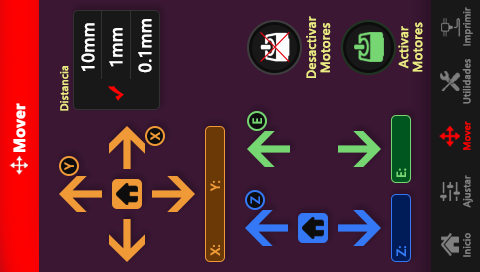 Mover
Distancia
10mm
1mm
0.1mm
Y
X
X: Y:
Z
E
Z:
E:
Desactivar
Motores
Activar
Motores
Inicio
Ajustar
Mover
Utilidades
Imprimir